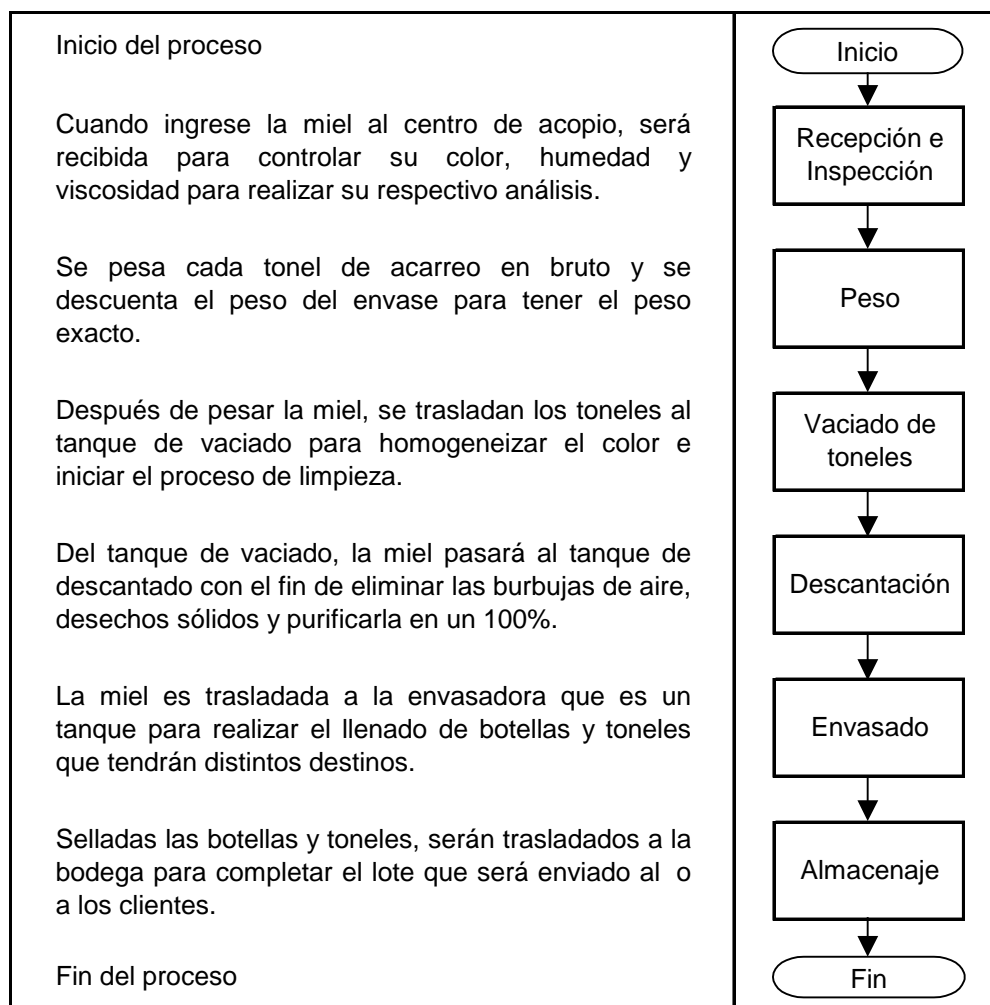 Inicio del proceso
Inicio
Cuando ingrese la miel al centro de acopio, será
recibida para controlar su color, humedad y
viscosidad para realizar su respectivo análisis.
Recepción e
Inspección
Se pesa cada tonel de acarreo en bruto y se
descuenta el peso del envase para tener el peso
exacto.
Peso
Después de pesar la miel, se trasladan los toneles al
tanque de vaciado para homogeneizar el color e
iniciar el proceso de limpieza.
Vaciado de
toneles
Del tanque de vaciado, la miel pasará al tanque de
descantado con el fin de eliminar las burbujas de aire,
desechos sólidos y purificarla en un 100%.
Descantación
La miel es trasladada a la envasadora que es un
tanque para realizar el llenado de botellas y toneles
que tendrán distintos destinos.
Envasado
Selladas las botellas y toneles, serán trasladados a la
bodega para completar el lote que será enviado al o
a los clientes.
Almacenaje
Fin del proceso
Fin